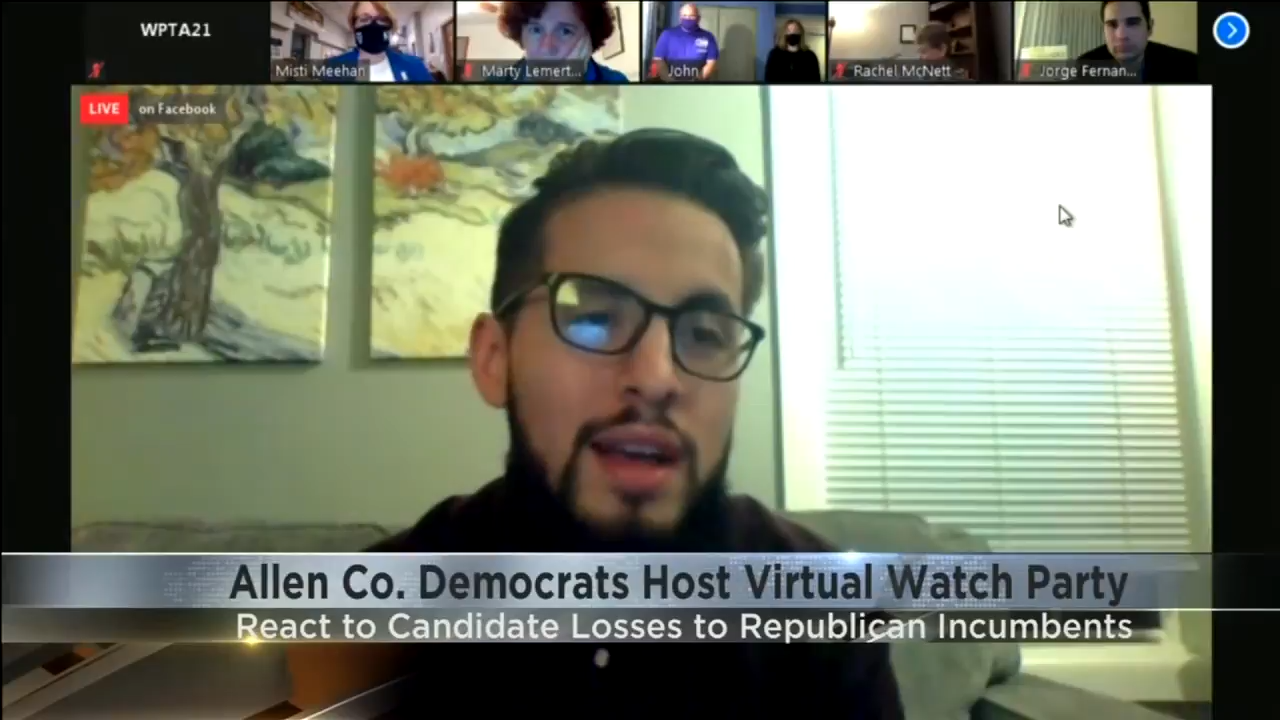 WPTA21
Misti Meehan
Marty Lemert...
John
Rachel McNett
Jorge Fernan...
LIVE on Facebook
Allen Co. Democrats Host Virtual Watch Party
React to Candidate Losses to Republican Incumbents